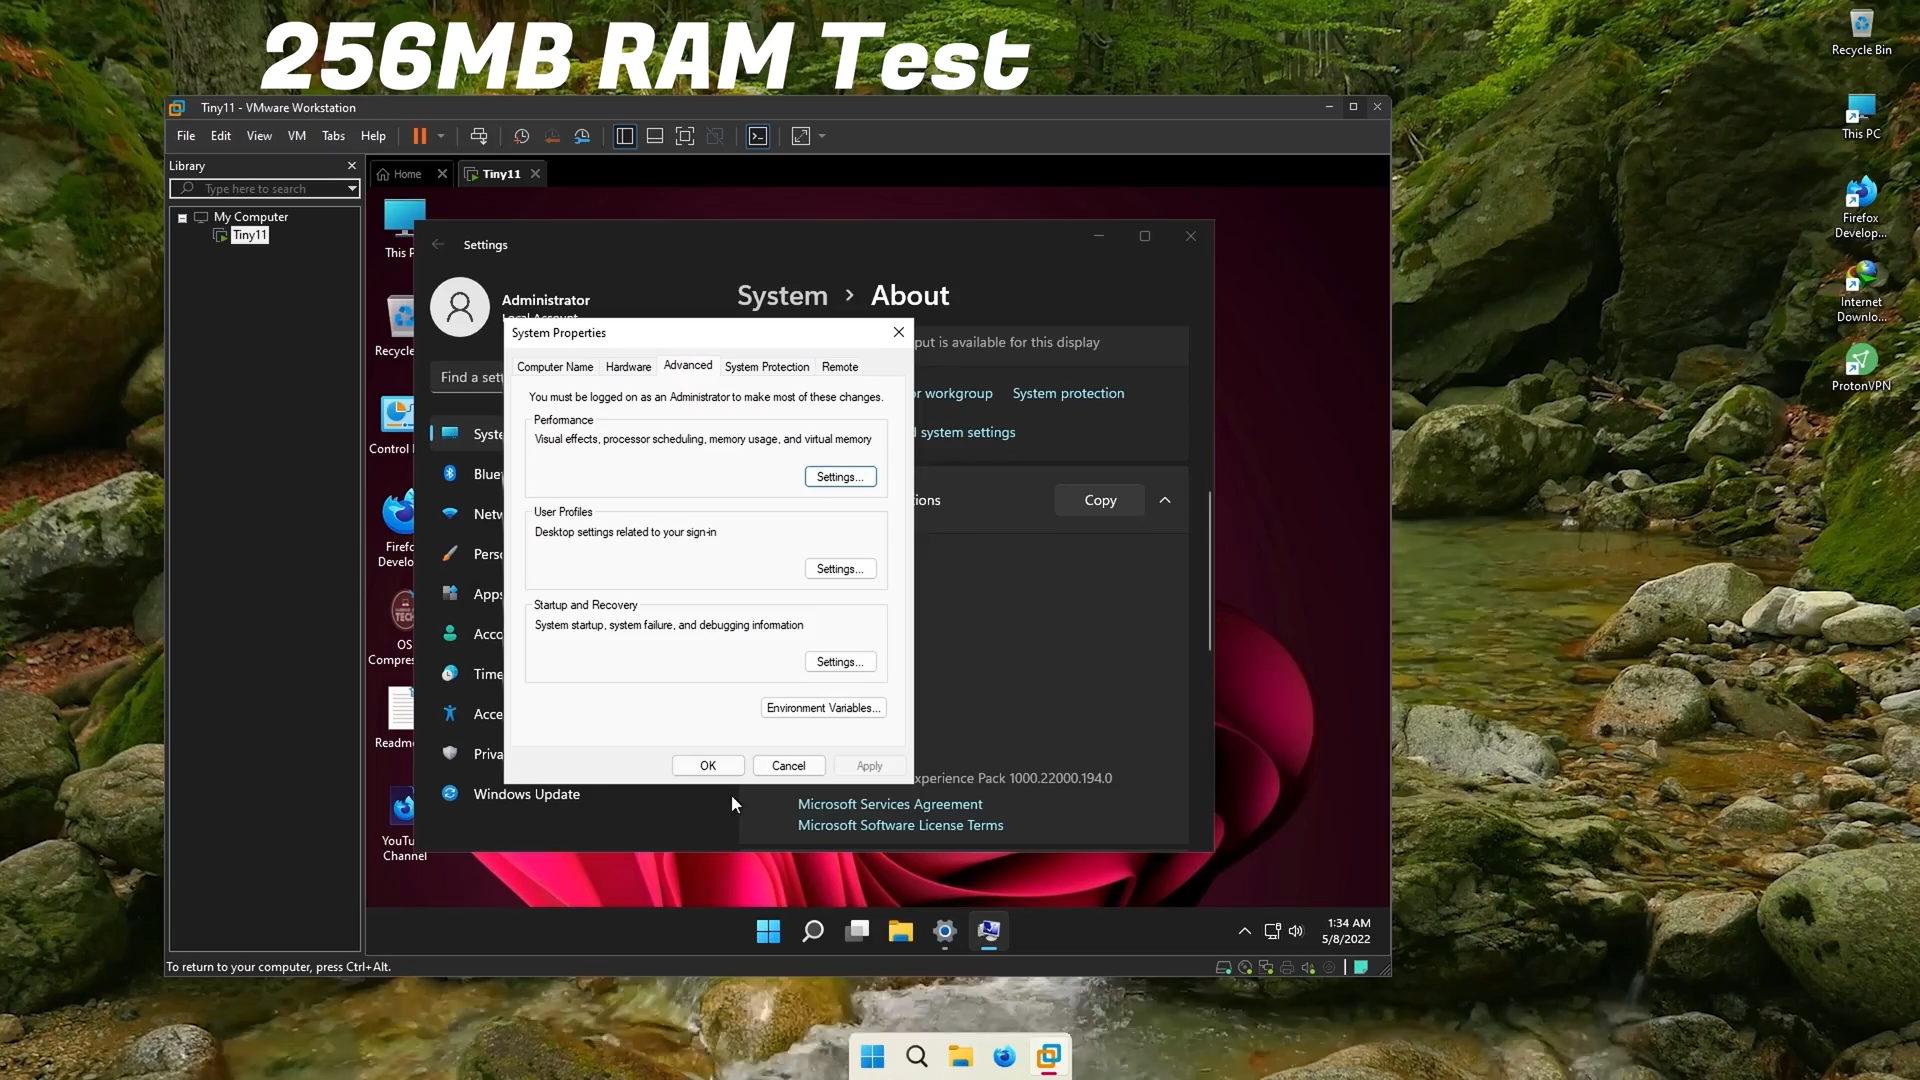 256MB RAM Test
Recycle Bin
This PC
Firefox
Develop...
Internet
Downlo...
ProtonVPN
Tiny11 - VMware Workstation
File Edit View VM Tabs Help
Library
Type here to search
My Computer
Tiny11
Home
Tiny11
This P
Recycle
Control
Firefo
Develo
OS
Compres
Readm
YouTu
Channel
Settings
Administrator
Local Account
Find a set
Syste
Blue
Netw
Perso
Apps
Acco
Time
Acce
Priva
Windows Update
System › About
put is available for this display
or workgroup System protection
system settings
ions
Copy
xperience Pack 1000.22000.194.0
Microsoft Services Agreement
Microsoft Software License Terms
System Properties
Computer Name Hardware Advanced System Protection Remote
You must be logged on as an Administrator to make most of these changes.
Performance
Visual effects, processor scheduling, memory usage, and virtual memory
Settings...
User Profiles
Desktop settings related to your sign-in
Settings...
Startup and Recovery
System startup, system failure, and debugging information
Settings...
Environment Variables...
OK Cancel Apply
1:34 AM
5/8/2022
To return to your computer, press Ctrl+Alt.